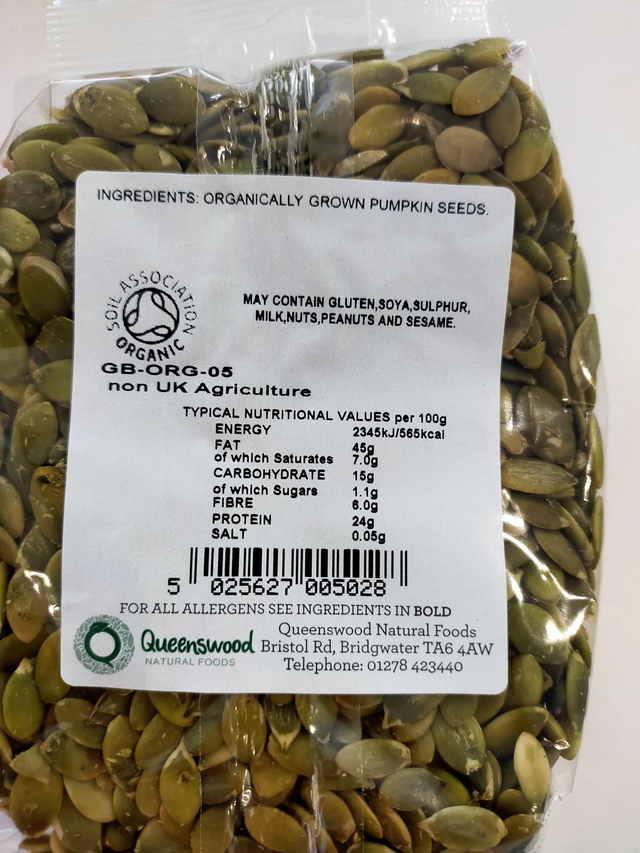 INGREDIENTS: ORGANICALLY GROWN PUMPKIN SEEDS.
SOIL ASSOCIATION
ORGANIC
MAY CONTAIN GLUTEN,SOYA,SULPHUR,
MILK,NUTS,PEANUTS AND SESAME.
GB-ORG-05
non UK Agriculture
TYPICAL NUTRITIONAL VALUES per 100g
ENERGY 2345kJ/565kcal
FAT 45g
of which Saturates 7.0g
CARBOHYDRATE 15g
of which Sugars 1.1g
FIBRE 6.0g
PROTEIN 24g
SALT 0.05g
5 025627 005028
FOR ALL ALLERGENS SEE INGREDIENTS IN BOLD
Queenswood
NATURAL FOODS
Queenswood Natural Foods
Bristol Rd, Bridgwater TA6 4AW
Telephone: 01278 423440